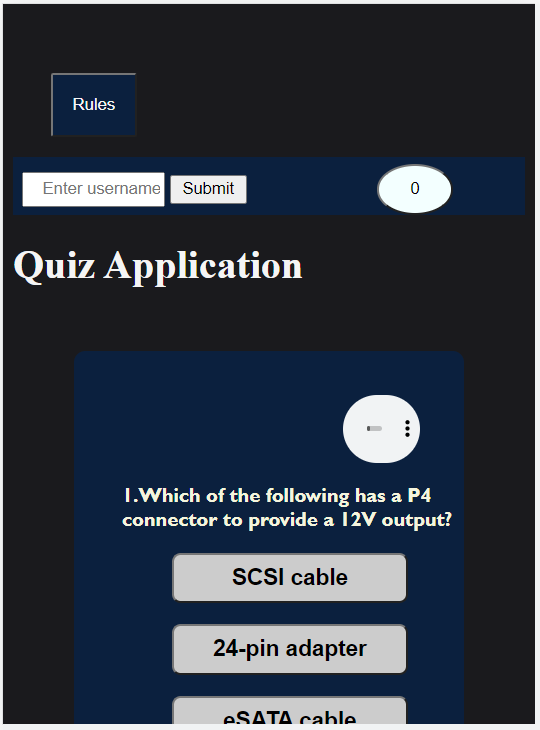 Rules
Enter username Submit 0
Quiz Application
1.Which of the following has a P4
connector to provide a 12V output?
SCSI cable
24-pin adapter
eSATA cable